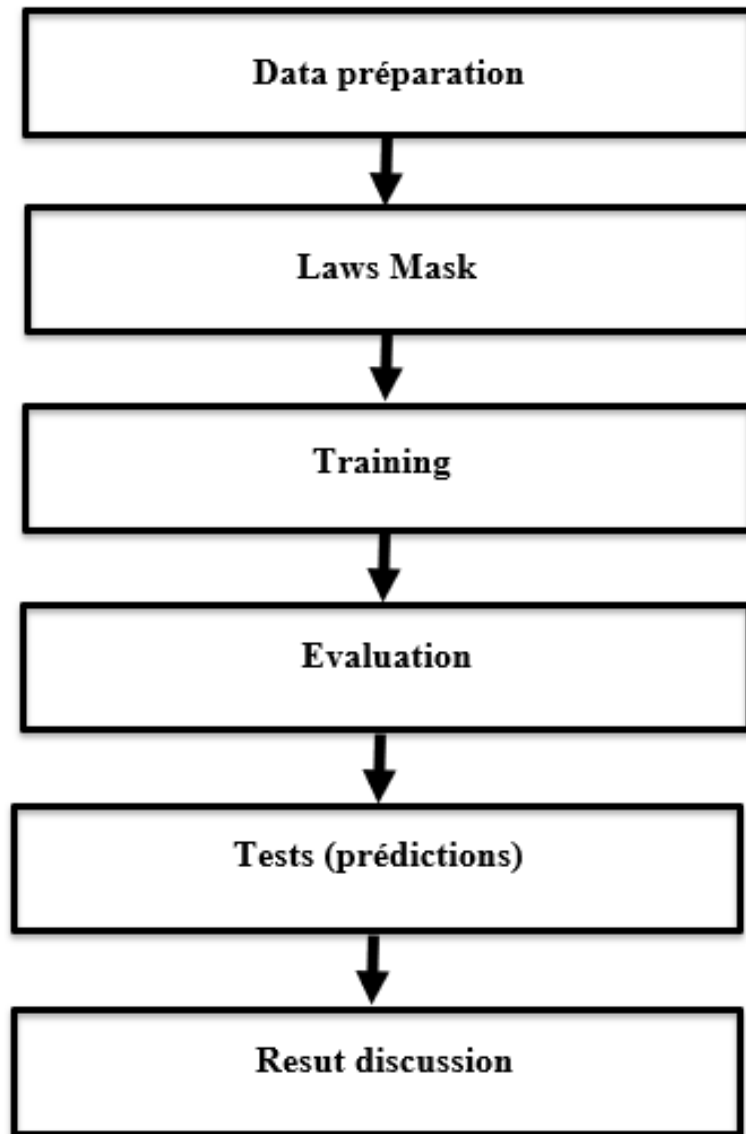 Data préparation
Laws Mask
Training
Evaluation
Tests (prédictions)
Resut discussion